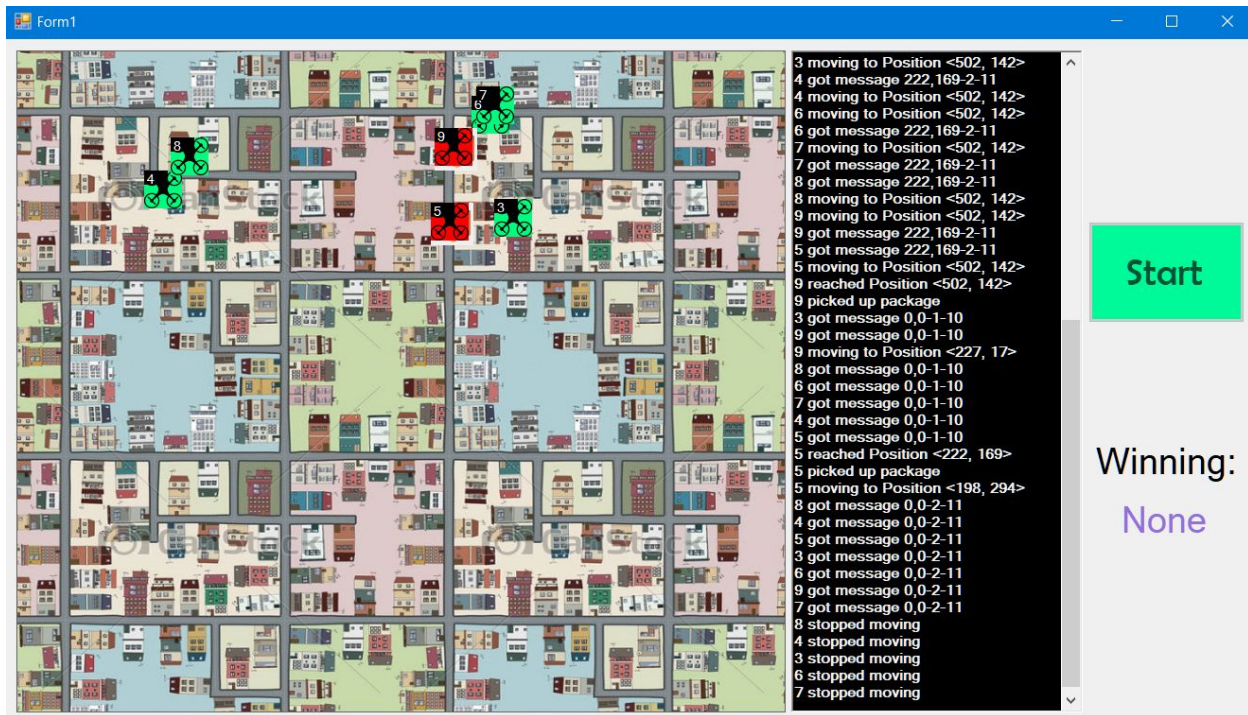 Form1
7
6
9
8
4
5
3
CanStock
CanStock
3 moving to Position <502, 142>
4 got message 222,169-2-11
4 moving to Position <502, 142>
6 moving to Position <502, 142>
6 got message 222,169-2-11
7 moving to Position <502, 142>
7 got message 222,169-2-11
8 got message 222,169-2-11
8 moving to Position <502, 142>
9 moving to Position <502, 142>
9 got message 222,169-2-11
5 got message 222,169-2-11
5 moving to Position <502, 142>
9 reached Position <502, 142>
9 picked up package
3 got message 0,0-1-10
9 got message 0,0-1-10
9 moving to Position <227, 17>
8 got message 0,0-1-10
6 got message 0,0-1-10
7 got message 0,0-1-10
4 got message 0,0-1-10
5 got message 0,0-1-10
5 reached Position <222, 169>
5 picked up package
5 moving to Position <198, 294>
8 got message 0,0-2-11
4 got message 0,0-2-11
5 got message 0,0-2-11
3 got message 0,0-2-11
6 got message 0,0-2-11
9 got message 0,0-2-11
7 got message 0,0-2-11
8 stopped moving
4 stopped moving
3 stopped moving
6 stopped moving
7 stopped moving
Start
Winning:
None